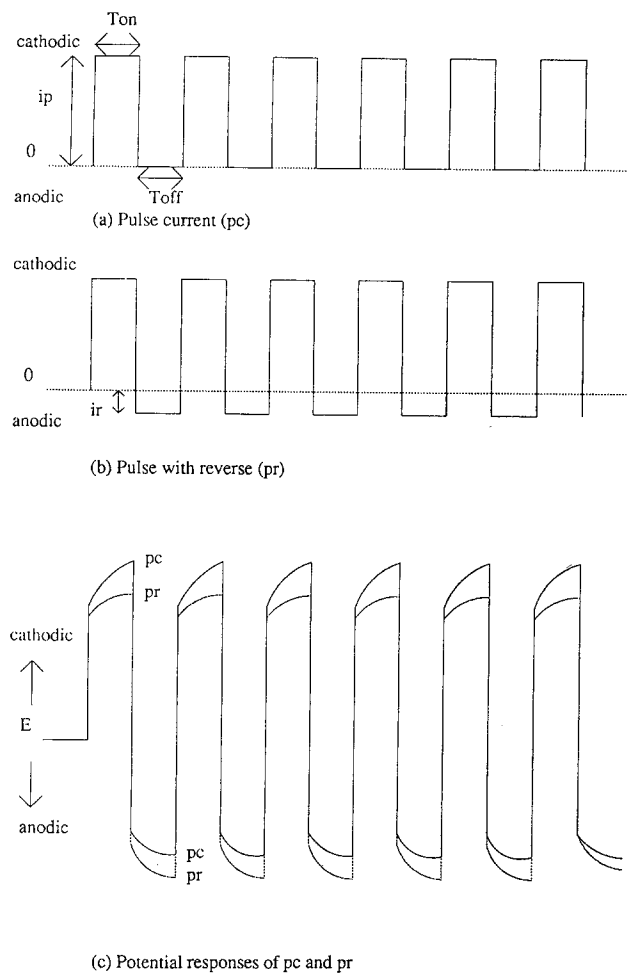 Ton
cathodic
ip
0
anodic
Toff
(a) Pulse current (pc)
cathodic
0
ir
anodic
(b) Pulse with reverse (pr)
pc
pr
cathodic
E
anodic
pc
pr
(c) Potential responses of pc and pr